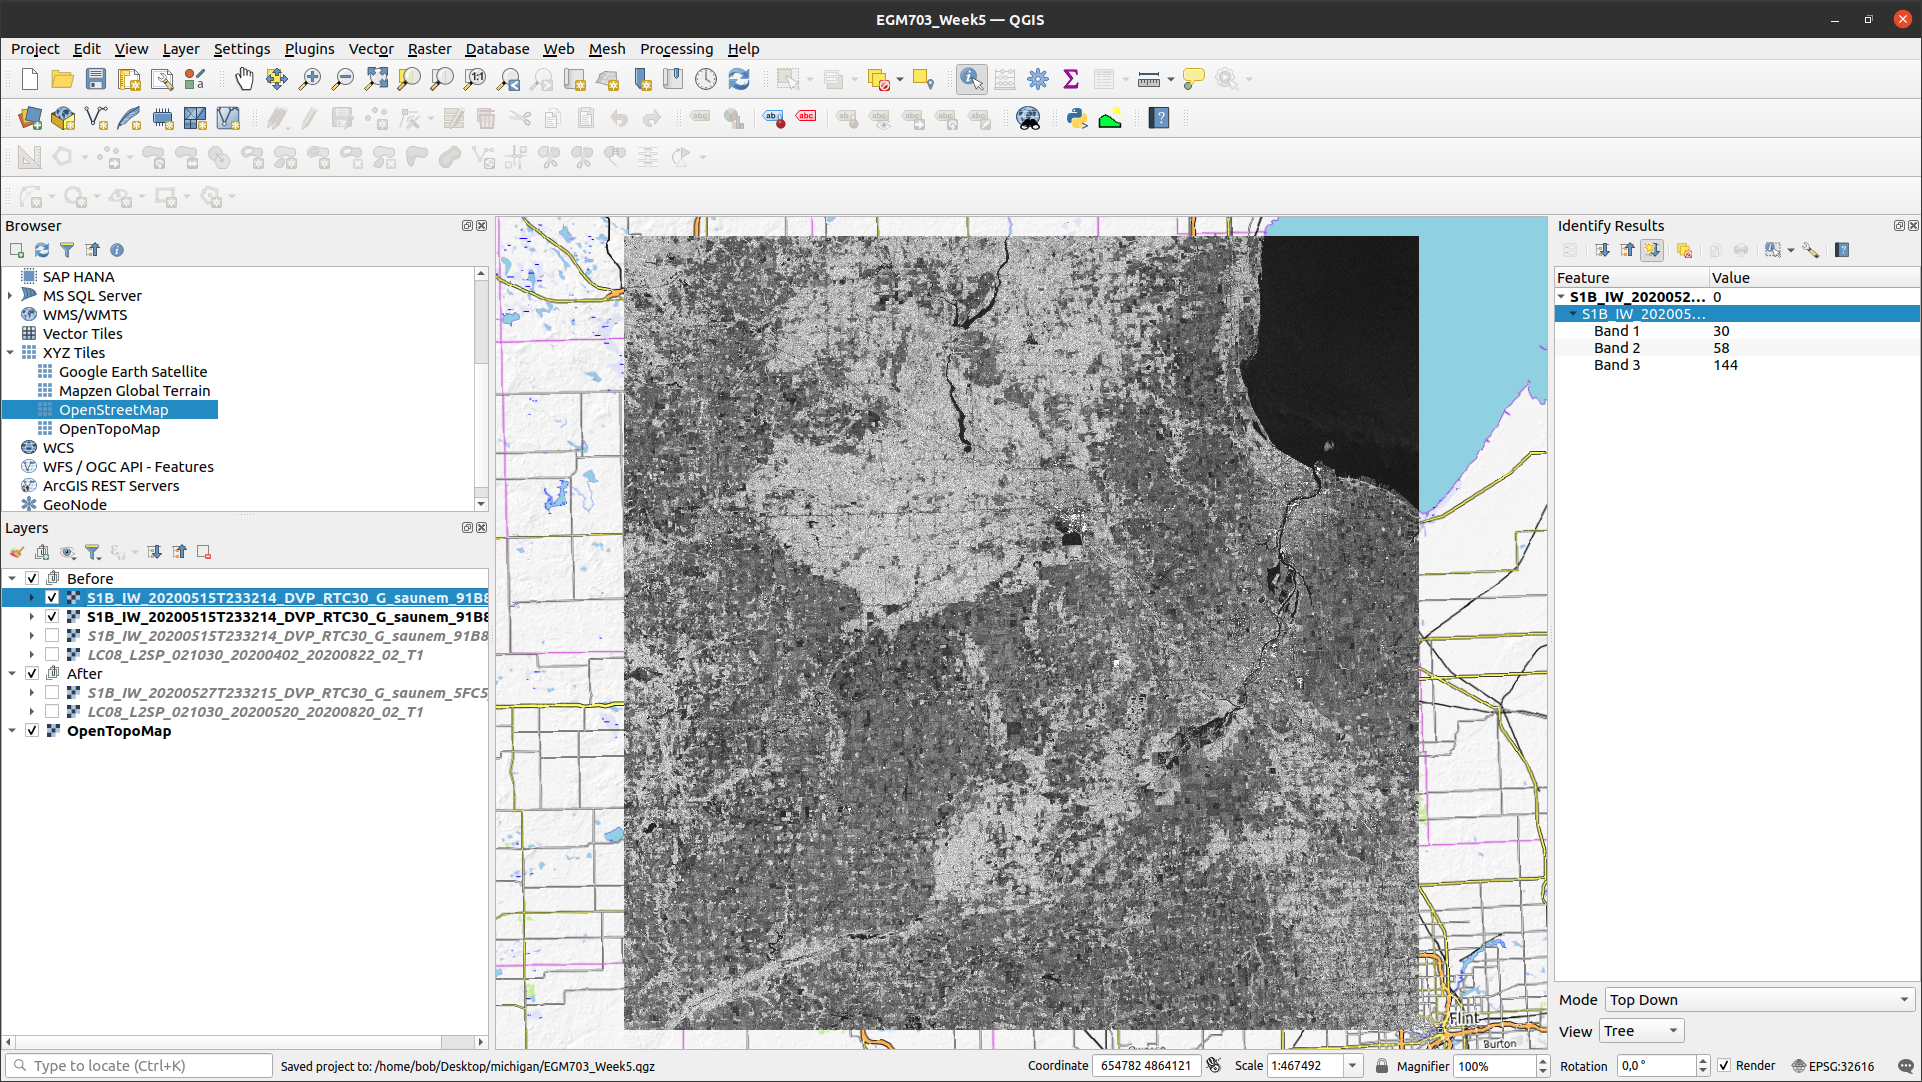 EGM703_Week5 — QGIS
Project Edit View Layer Settings Plugins Vector Raster Database Web Mesh Processing Help
Browser
SAP HANA
MS SQL Server
WMS/WMTS
Vector Tiles
XYZ Tiles
Google Earth Satellite
Mapzen Global Terrain
OpenStreetMap
OpenTopoMap
WCS
WFS / OGC API - Features
ArcGIS REST Servers
GeoNode
Layers
Before
S1B_IW_20200515T233214_DVP_RTC30_G_saunem_91B8
S1B_IW_20200515T233214_DVP_RTC30_G_saunem_91B8
S1B_IW_20200515T233214_DVP_RTC30_G_saunem_91B8
LC08_L2SP_021030_20200402_20200822_02_T1
After
S1B_IW_20200527T233215_DVP_RTC30_G_saunem_5FC5
LC08_L2SP_021030_20200520_20200820_02_T1
OpenTopoMap
Flint
Burton
Identify Results
Feature Value
S1B_IW_2020052... 0
S1B_IW_202005...
Band 1 30
Band 2 58
Band 3 144
Mode Top Down
View Tree
Type to locate (Ctrl+K)
Saved project to: /home/bob/Desktop/michigan/EGM703_Week5.qgz
Coordinate 654782 4864121
Scale 1:467492
Magnifier 100%
Rotation 0,0 °
Render
EPSG:32616